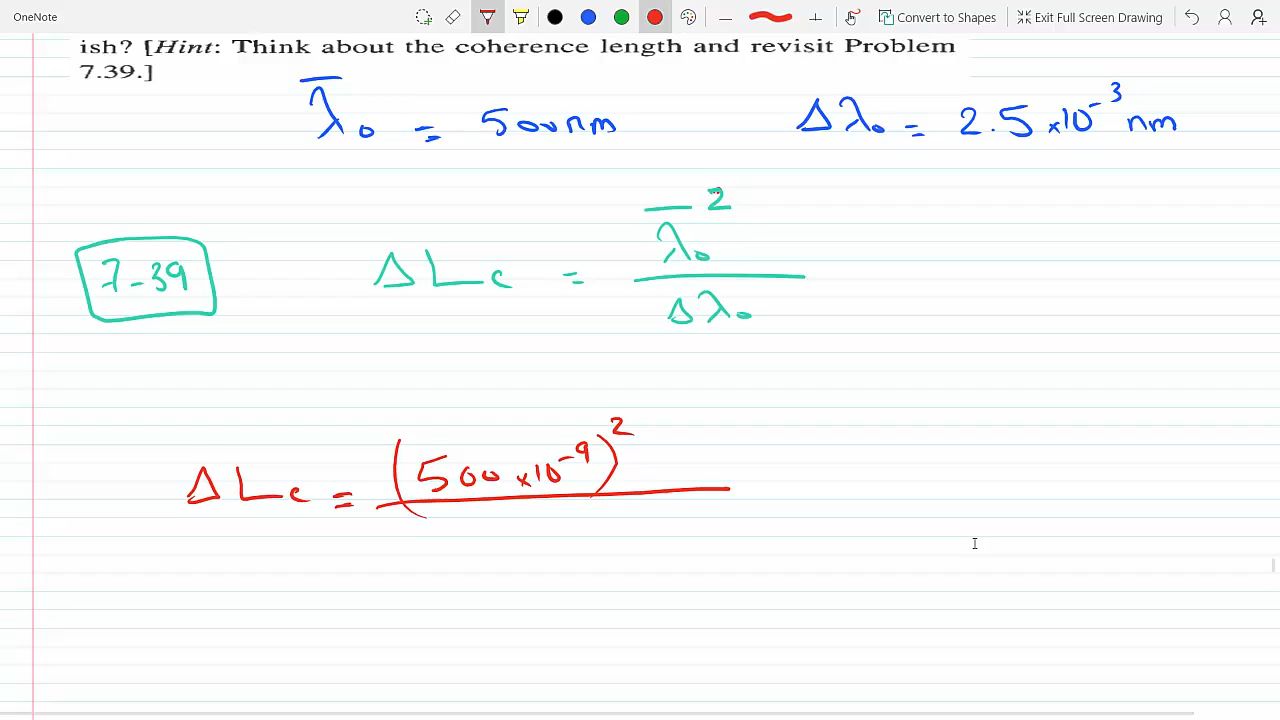 OneNote
Convert to Shapes
Exit Full Screen Drawing
ish? [Hint: Think about the coherence length and revisit Problem
7.39.]
λ̅₀ = 500nm Δλ₀ = 2.5×10⁻³ nm
7-39 ΔLc = λ̅₀² / Δλ₀
ΔLc = (500×10⁻⁹)²